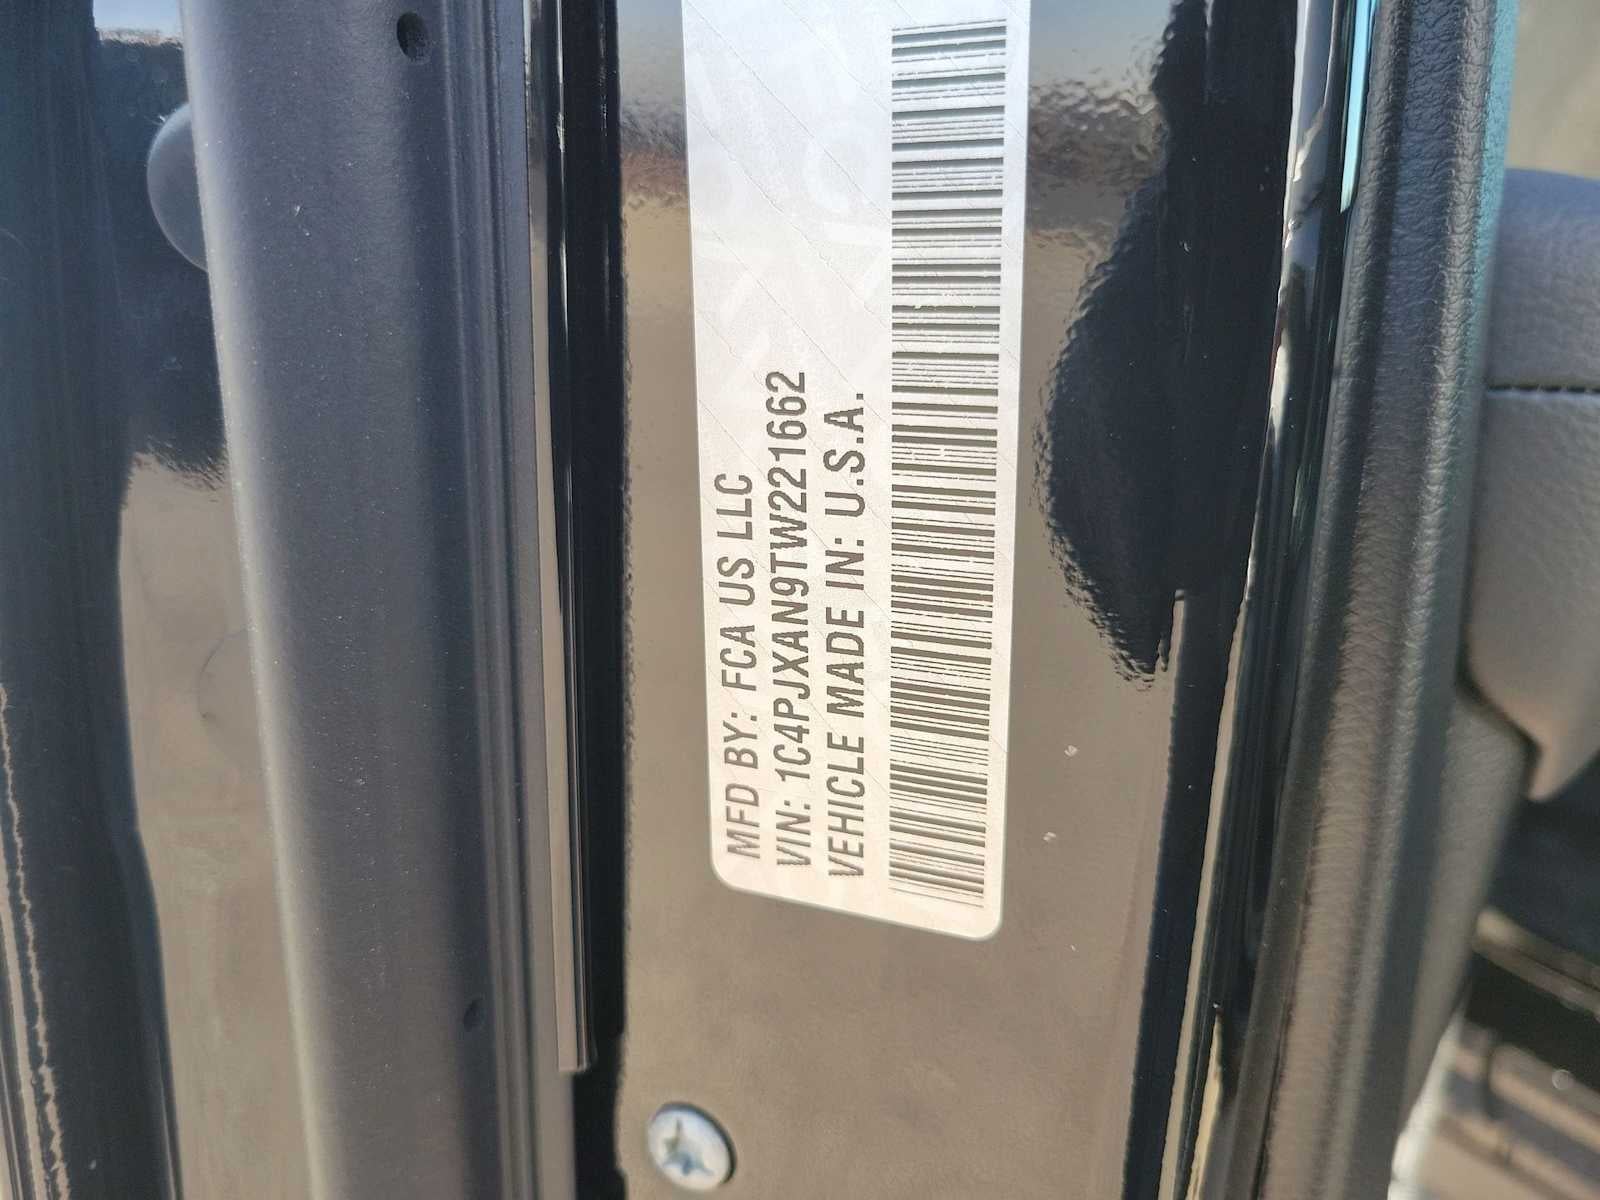 MFD BY: FCA US LLC
VIN: 1C4PJXAN9TW221662
VEHICLE MADE IN: U.S.A.